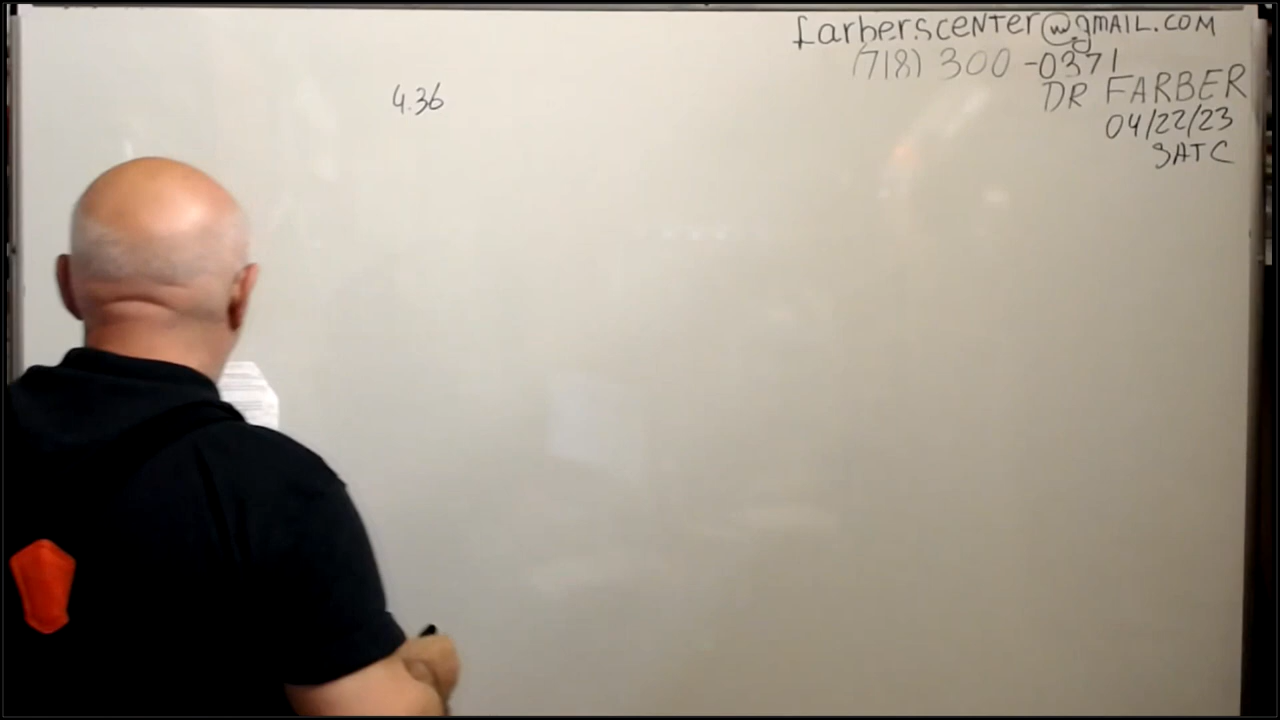 farberscenter@gmail.com
(718) 300-0371
DR FARBER
04/22/23
SATC
4.36